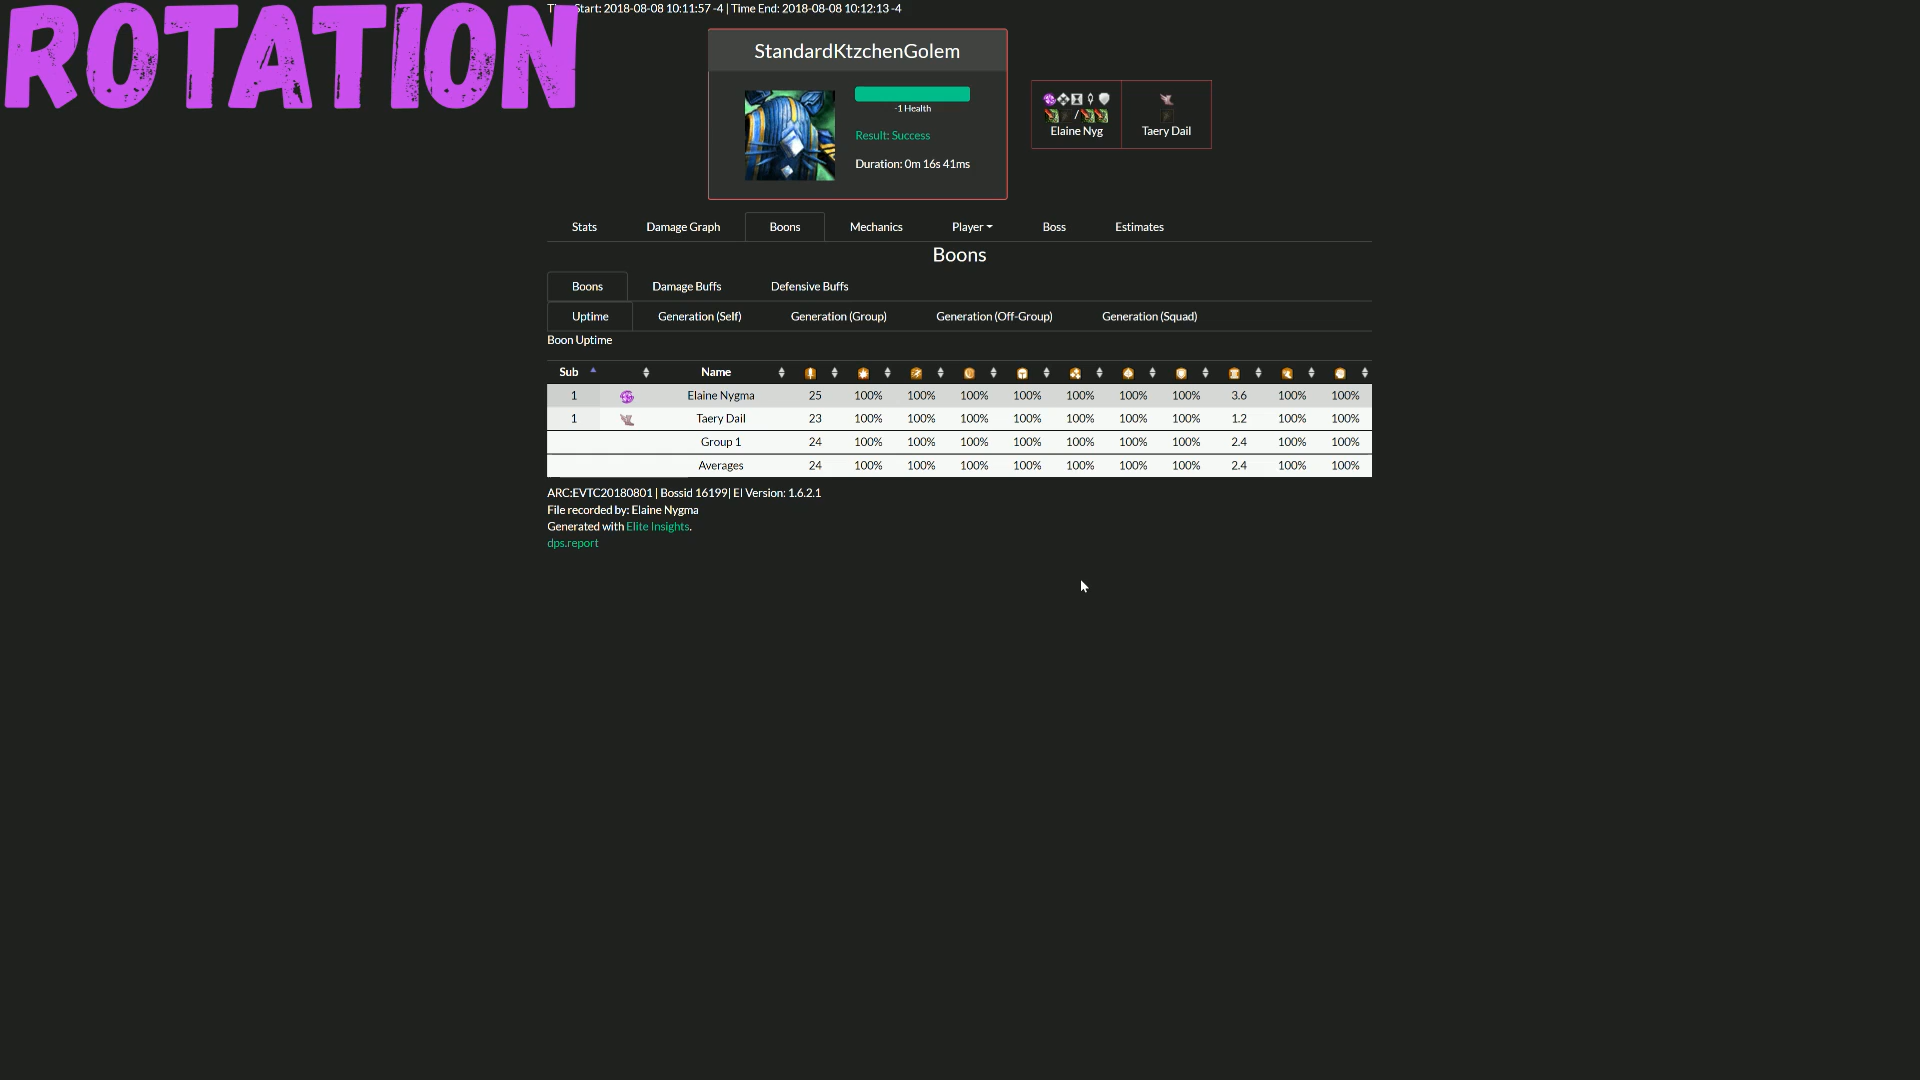 ROTATION
Start: 2018-08-08 10:11:57 -4 | Time End: 2018-08-08 10:12:13 -4
StandardKtzchenGolem
-1 Health
Result: Success
Duration: 0m 16s 41ms
Elaine Nyg
Taery Dail
Stats Damage Graph Boons Mechanics Player Boss Estimates
Boons
Boons Damage Buffs Defensive Buffs
Uptime Generation (Self) Generation (Group) Generation (Off-Group) Generation (Squad)
Boon Uptime
Sub Name
1 Elaine Nygma 25 100% 100% 100% 100% 100% 100% 100% 3.6 100% 100%
1 Taery Dail 23 100% 100% 100% 100% 100% 100% 100% 1.2 100% 100%
Group 1 24 100% 100% 100% 100% 100% 100% 100% 2.4 100% 100%
Averages 24 100% 100% 100% 100% 100% 100% 100% 2.4 100% 100%
ARC:EVTC20180801 | Bossid 16199| EI Version: 1.6.2.1
File recorded by: Elaine Nygma
Generated with Elite Insights.
dps.report